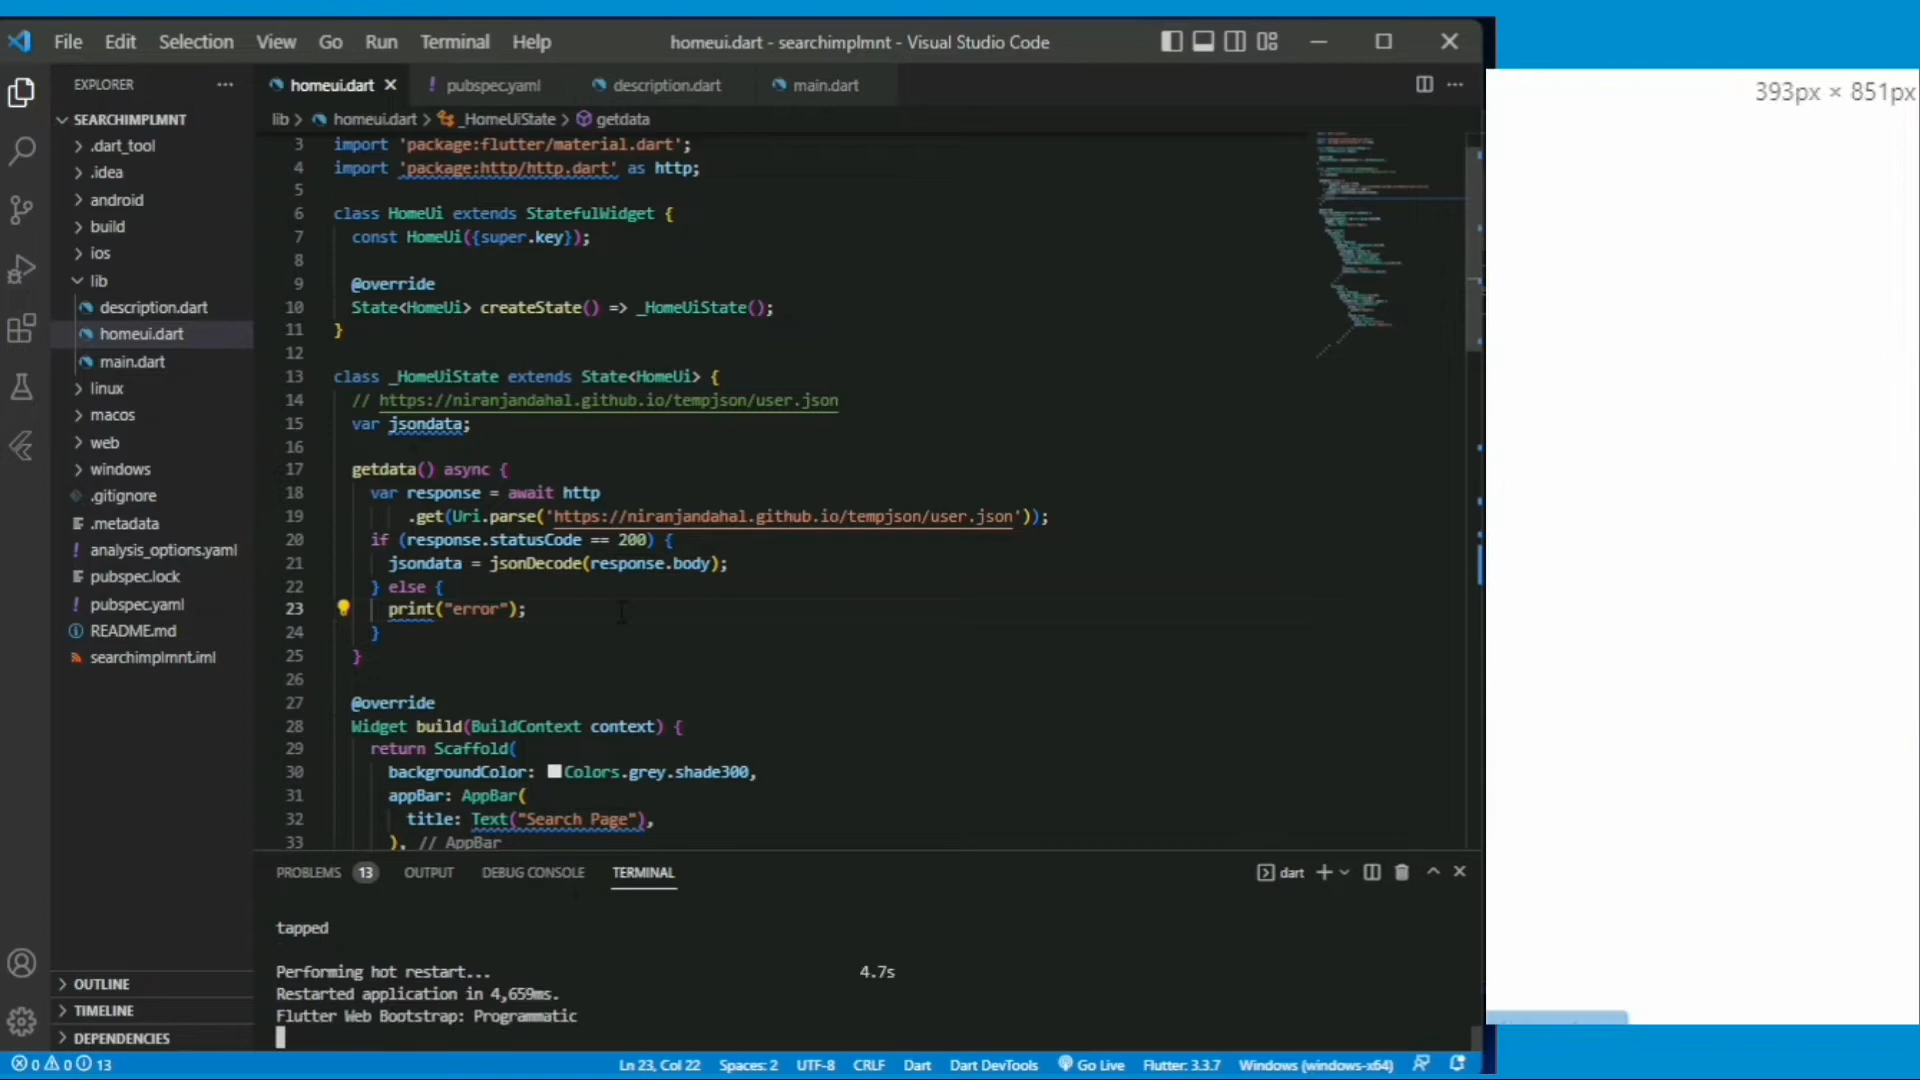 File Edit Selection View Go Run Terminal Help
homeui.dart - searchimplmnt - Visual Studio Code
EXPLORER
homeui.dart
pubspec.yaml
description.dart
main.dart
393px × 851px
lib > homeui.dart > _HomeUiState > getdata
SEARCHIMPLMNT
.dart_tool
.idea
android
build
ios
lib
description.dart
homeui.dart
main.dart
linux
macos
web
windows
.gitignore
.metadata
analysis_options.yaml
pubspec.lock
pubspec.yaml
README.md
searchimplmnt.iml
OUTLINE
TIMELINE
DEPENDENCIES
3 import 'package:flutter/material.dart';
4 import 'package:http/http.dart' as http;
5
6 class HomeUi extends StatefulWidget {
7 const HomeUi({super.key});
8
9 @override
10 State<HomeUi> createState() => _HomeUiState();
11 }
12
13 class _HomeUiState extends State<HomeUi> {
14 // https://niranjandahal.github.io/tempjson/user.json
15 var jsondata;
16
17 getdata() async {
18 var response = await http
19 .get(Uri.parse('https://niranjandahal.github.io/tempjson/user.json'));
20 if (response.statusCode == 200) {
21 jsondata = jsonDecode(response.body);
22 } else {
23 print("error");
24 }
25 }
26
27 @override
28 Widget build(BuildContext context) {
29 return Scaffold(
30 backgroundColor: Colors.grey.shade300,
31 appBar: AppBar(
32 title: Text("Search Page"),
33 ), // AppBar
PROBLEMS 13 OUTPUT DEBUG CONSOLE TERMINAL
dart
tapped
Performing hot restart... 4.7s
Restarted application in 4,659ms.
Flutter Web Bootstrap: Programmatic
0 0 13
Ln 23, Col 22 Spaces: 2 UTF-8 CRLF Dart Dart DevTools Go Live Flutter: 3.3.7 Windows (windows-x64)